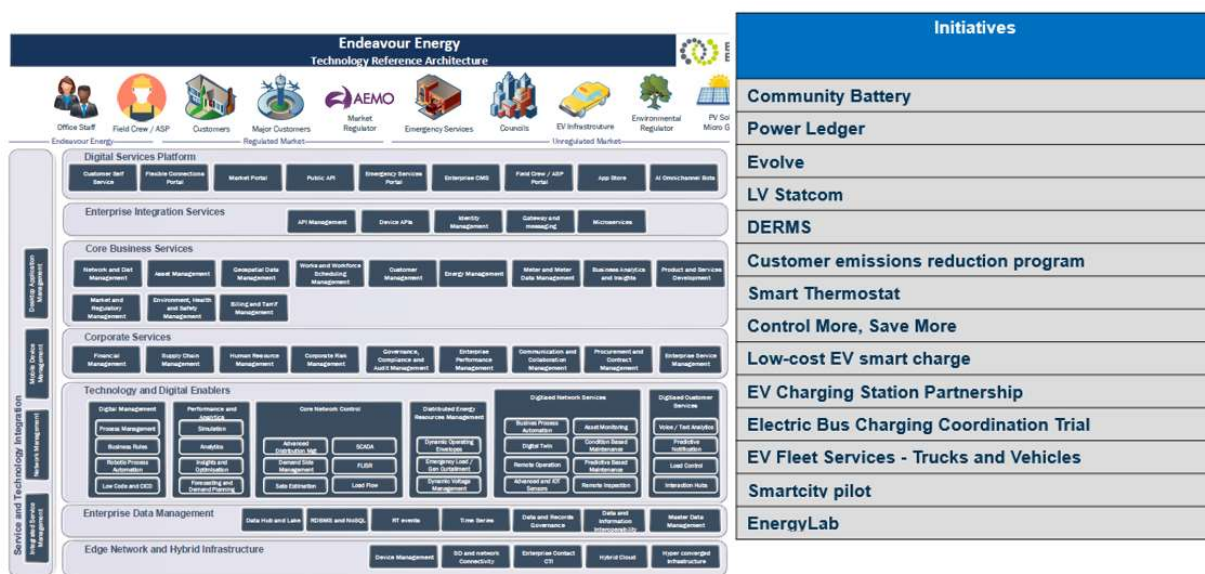 Endeavour Energy
Technology Reference Architecture
AEMO
Office Staff
Field Crew / ASP
Customers
Major Customers
Market
Regulator
Emergency Services
Councils
EV Infrastrouture
Environmental
Regulator
PV Sol
Micro G
Endeavour Energy
Regulated Market
Unregulated Market
Service and Technology Integration
Desktop Application
Management
Mobile Device
Management
Network Management
Integrated Service
Management
Digital Services Platform
Customer Self
Service
Flexible Connections
Portal
Market Portal
Public API
Emergency Services
Portal
Enterprise CMS
Field Crew / ASP
Portal
App Store
AI Omnichannel Bots
Enterprise Integration Services
API Management
Device APIs
Identity
Management
Gateway and
messaging
Microservices
Core Business Services
Network and
Management
Asset Management
Geospatial Data
Management
Works and Workforce
Scheduling
Management
Customer
Management
Energy Management
Meter and Meter
Data Management
Business Analytics
and Insights
Product and Services
Development
Market and
Regulatory
Management
Environment, Health
and Safety
Management
Billing and Tariff
Management
Corporate Services
Financial
Management
Supply Chain
Management
Human Resource
Management
Corporate Risk
Management
Governance,
Compliance and
Audit Management
Enterprise
Performance
Management
Communication and
Collaboration
Management
Procurement and
Contract
Management
Enterprise Service
Management
Technology and Digital Enablers
Digital Management
Process Management
Business Rules
Robotic Process
Automation
Low Code and CICD
Performance and
Analytics
Simulation
Analytics
Insights and
Optimisation
Forecasting and
Demand Planning
Core Network Control
Advanced
Distribution Mgt
SCADA
Demand Side
Management
FLISR
Sate Estimation
Load Flow
Distributed Energy
Resources Management
Dynamic Operating
Envelopes
Emergency Load /
Gen Curtailment
Dynamic Voltage
Management
Digitised Network Services
Busines Process
Automation
Asset Monitoring
Digital Twin
Condition Based
Maintenance
Remote Operation
Predictive Based
Maintenance
Advanced and IOT
Sensors
Remote Inspection
Digitised Customer
Services
Voice / Text Analytics
Predictive
Notification
Load Control
Interaction Hubs
Enterprise Data Management
Data Hub and Lake
RDBMS and NoSQL
RT events
Time Series
Data and Records
Governance
Data and
Information
Interoperability
Master Data
Management
Edge Network and Hybrid Infrastructure
Device Management
SD and network
Connectivity
Enterprise Contact
CTI
Hybrid Cloud
Hyper converged
Infrastructure
Initiatives
Community Battery
Power Ledger
Evolve
LV Statcom
DERMS
Customer emissions reduction program
Smart Thermostat
Control More, Save More
Low-cost EV smart charge
EV Charging Station Partnership
Electric Bus Charging Coordination Trial
EV Fleet Services - Trucks and Vehicles
Smartcity pilot
EnergyLab